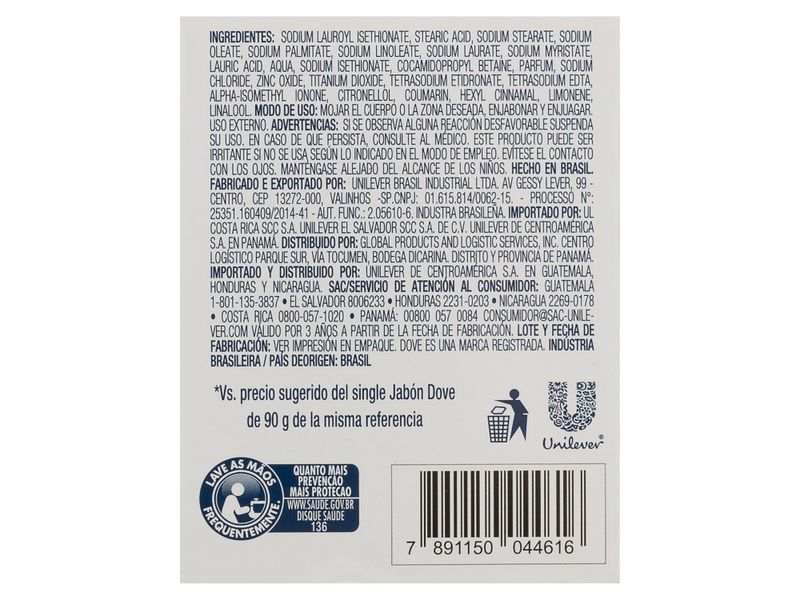 INGREDIENTES: SODIUM LAUROYL ISETHIONATE, STEARIC ACID, SODIUM STEARATE, SODIUM
OLEATE, SODIUM PALMITATE, SODIUM LINOLEATE, SODIUM LAURATE, SODIUM MYRISTATE,
LAURIC ACID, AQUA, SODIUM ISETHIONATE, COCAMIDOPROPYL BETAINE, PARFUM, SODIUM
CHLORIDE, ZINC OXIDE, TITANIUM DIOXIDE, TETRASODIUM ETIDRONATE, TETRASODIUM EDTA,
ALPHA-ISOMETHYL IONONE, CITRONELLOL, COUMARIN, HEXYL CINNAMAL, LIMONENE,
LINALOOL. MODO DE USO: MOJAR EL CUERPO O LA ZONA DESEADA, ENJABONAR Y ENJUAGAR.
USO EXTERNO. ADVERTENCIAS: SI SE OBSERVA ALGUNA REACCIÓN DESFAVORABLE SUSPENDA
SU USO. EN CASO DE QUE PERSISTA, CONSULTE AL MÉDICO. ESTE PRODUCTO PUEDE SER
IRRITANTE SI NO SE USA SEGÚN LO INDICADO EN EL MODO DE EMPLEO. EVÍTESE EL CONTACTO
CON LOS OJOS. MANTÉNGASE ALEJADO DEL ALCANCE DE LOS NIÑOS. HECHO EN BRASIL.
FABRICADO E EXPORTADO POR: UNILEVER BRASIL INDUSTRIAL LTDA. AV GESSY LEVER, 99 -
CENTRO, CEP 13272-000, VALINHOS -SP.CNPJ: 01.615.814/0062-15. - PROCESSO Nº:
25351.160409/2014-41 - AUT. FUNC.: 2.05610-6. INDUSTRA BRASILEÑA. IMPORTADO POR: UL
COSTA RICA SCC S.A. UNILEVER EL SALVADOR SCC S.A. DE C.V. UNILEVER DE CENTROAMÉRICA
S.A. EN PANAMÁ. DISTRIBUIDO POR: GLOBAL PRODUCTS AND LOGISTIC SERVICES, INC. CENTRO
LOGÍSTICO PARQUE SUR, VÍA TOCUMEN, BODEGA DICARINA. DISTRITO Y PROVINCIA DE PANAMÁ.
IMPORTADO Y DISTRIBUIDO POR: UNILEVER DE CENTROAMÉRICA S.A. EN GUATEMALA,
HONDURAS Y NICARAGUA. SAC/SERVICIO DE ATENCIÓN AL CONSUMIDOR: GUATEMALA
1-801-135-3837 • EL SALVADOR 8006233 • HONDURAS 2231-0203 • NICARAGUA 2269-0178
• COSTA RICA 0800-057-1020 • PANAMÁ: 00800 057 0084 CONSUMIDOR@SAC-UNILE-
VER.COM VÁLIDO POR 3 AÑOS A PARTIR DE LA FECHA DE FABRICACIÓN. LOTE Y FECHA DE
FABRICACIÓN: VER IMPRESIÓN EN EMPAQUE. DOVE ES UNA MARCA REGISTRADA. INDÚSTRIA
BRASILEIRA / PAÍS DEORIGEN: BRASIL
*Vs. precio sugerido del single Jabón Dove
de 90 g de la misma referencia
Unilever®
LAVE AS MÃOS
FREQUENTEMENTE.
QUANTO MAIS
PREVENÇÃO
MAIS PROTECAO
WWW.SAUDE.GOV.BR
DISQUE SAÚDE
136
7 891150 044616